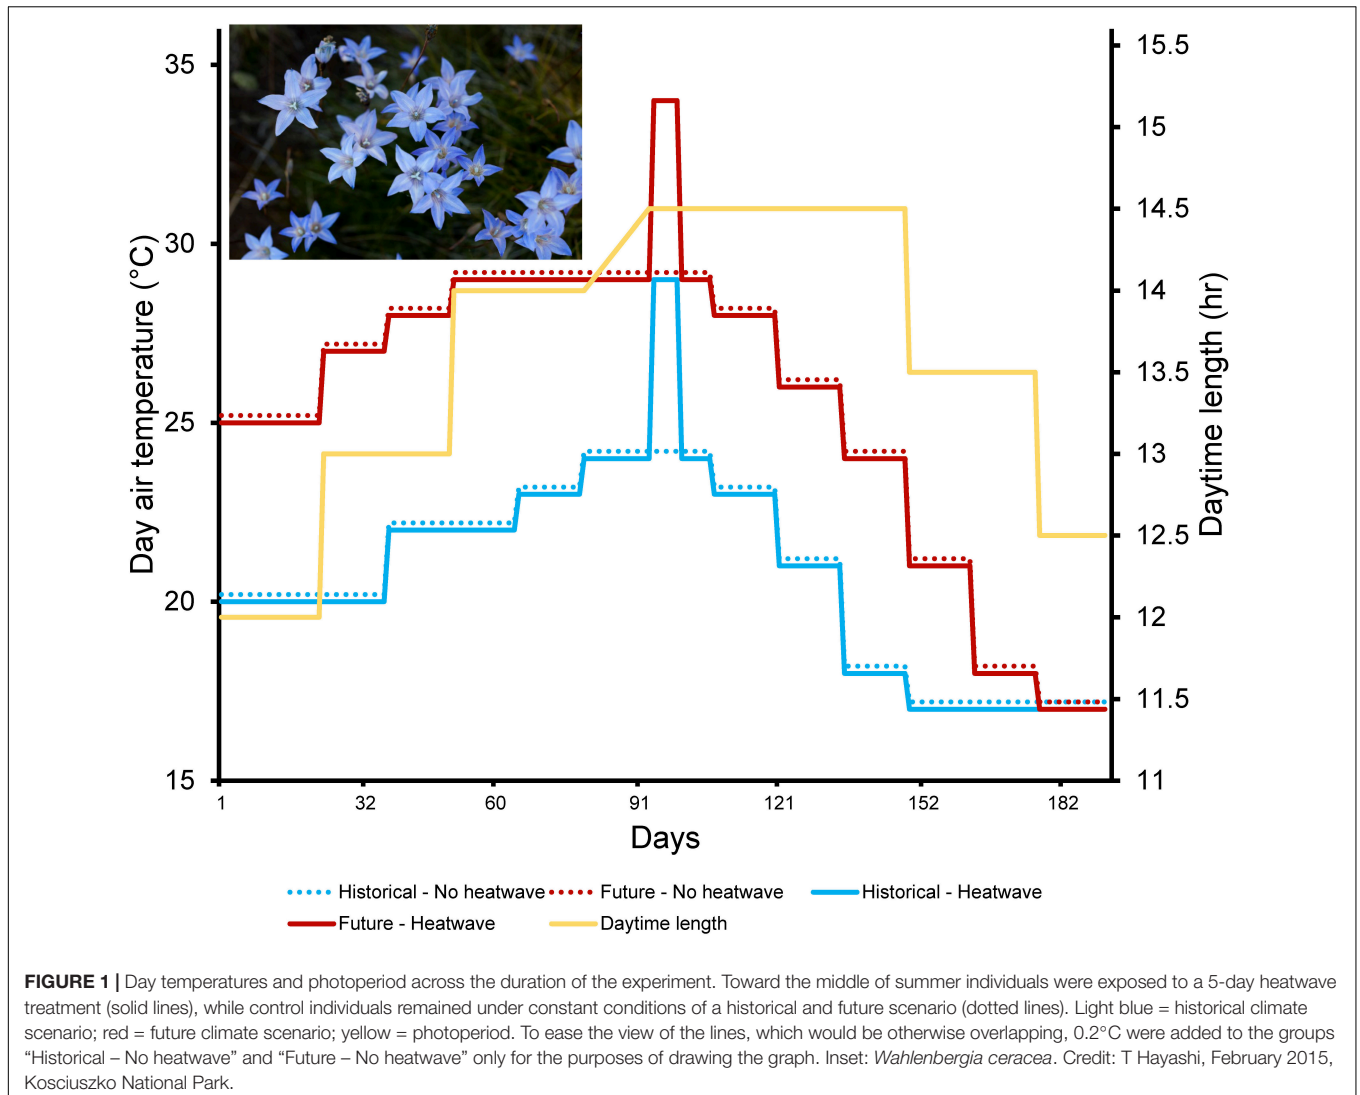 35
30
25
20
15
Day air temperature (°C)
15.5
15
14.5
14
13.5
13
12.5
12
11.5
11
Daytime length (hr)
1 32 60 91 121 152 182
Days
Historical - No heatwave Future - No heatwave Historical - Heatwave
Future - Heatwave Daytime length
FIGURE 1 | Day temperatures and photoperiod across the duration of the experiment. Toward the middle of summer individuals were exposed to a 5-day heatwave
treatment (solid lines), while control individuals remained under constant conditions of a historical and future scenario (dotted lines). Light blue = historical climate
scenario; red = future climate scenario; yellow = photoperiod. To ease the view of the lines, which would be otherwise overlapping, 0.2°C were added to the groups
“Historical – No heatwave” and “Future – No heatwave” only for the purposes of drawing the graph. Inset: Wahlenbergia ceracea. Credit: T Hayashi, February 2015,
Kosciuszko National Park.